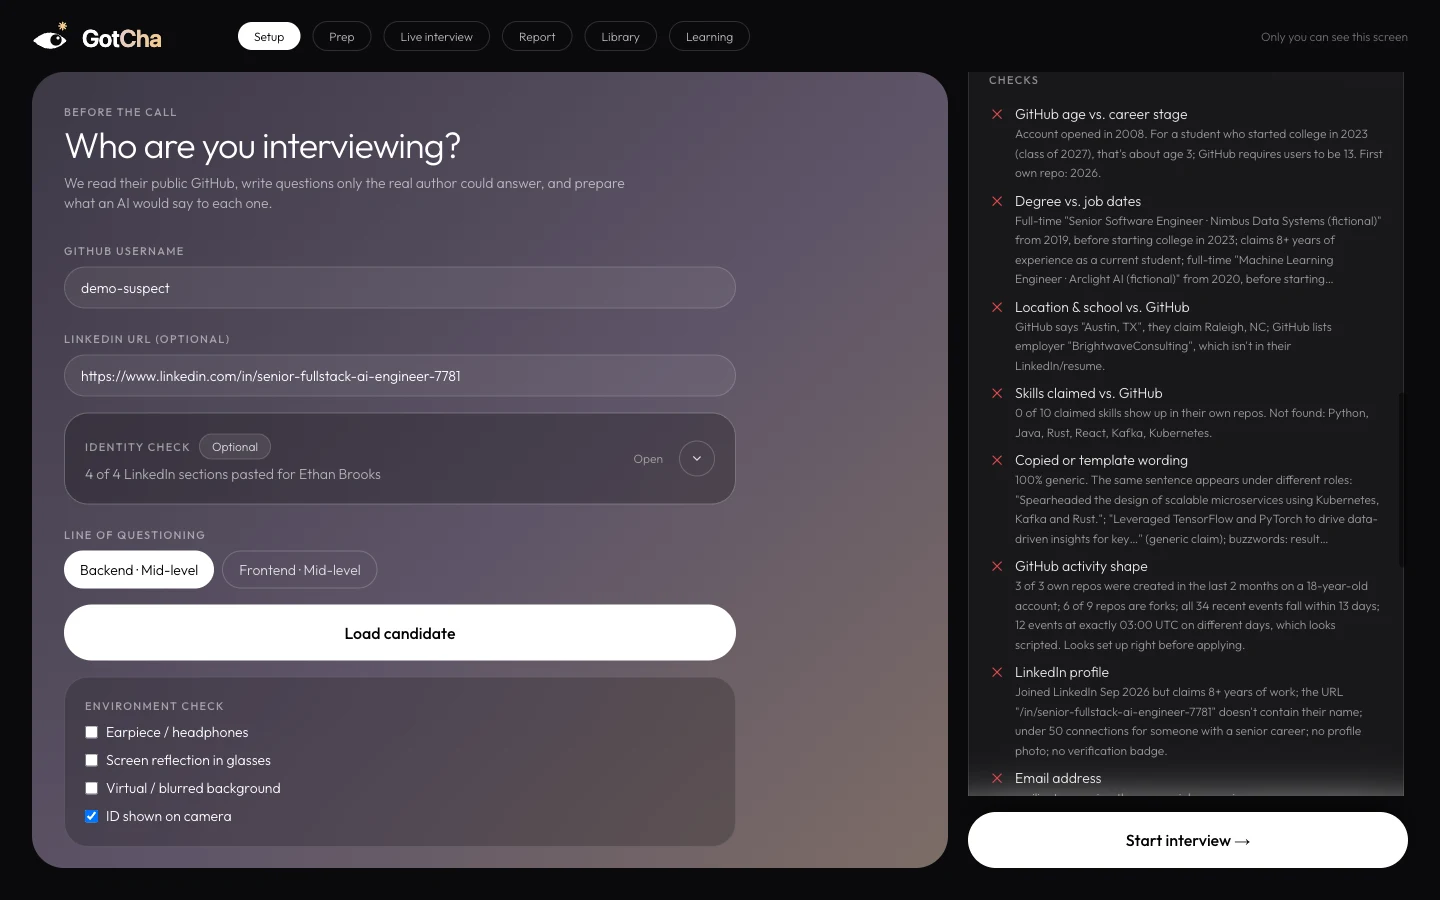 GotCha
Setup
Prep
Live interview
Report
Library
Learning
Only you can see this screen
BEFORE THE CALL
Who are you interviewing?
We read their public GitHub, write questions only the real author could answer, and prepare
what an AI would say to each one.
GITHUB USERNAME
demo-suspect
LINKEDIN URL (OPTIONAL)
https://www.linkedin.com/in/senior-fullstack-ai-engineer-7781
IDENTITY CHECK
Optional
4 of 4 LinkedIn sections pasted for Ethan Brooks
Open
LINE OF QUESTIONING
Backend · Mid-level
Frontend · Mid-level
Load candidate
ENVIRONMENT CHECK
Earpiece / headphones
Screen reflection in glasses
Virtual / blurred background
ID shown on camera
CHECKS
GitHub age vs. career stage
Account opened in 2008. For a student who started college in 2023
(class of 2027), that's about age 3; GitHub requires users to be 13. First
own repo: 2026.
Degree vs. job dates
Full-time "Senior Software Engineer · Nimbus Data Systems (fictional)"
from 2019, before starting college in 2023; claims 8+ years of
experience as a current student; full-time "Machine Learning
Engineer · Arclight AI (fictional)" from 2020, before starting…
Location & school vs. GitHub
GitHub says "Austin, TX", they claim Raleigh, NC; GitHub lists
employer "BrightwaveConsulting", which isn't in their
LinkedIn/resume.
Skills claimed vs. GitHub
0 of 10 claimed skills show up in their own repos. Not found: Python,
Java, Rust, React, Kafka, Kubernetes.
Copied or template wording
100% generic. The same sentence appears under different roles:
"Spearheaded the design of scalable microservices using Kubernetes,
Kafka and Rust."; "Leveraged TensorFlow and PyTorch to drive data-
driven insights for key…" (generic claim); buzzwords: result…
GitHub activity shape
3 of 3 own repos were created in the last 2 months on a 18-year-old
account; 6 of 9 repos are forks; all 34 recent events fall within 13 days;
12 events at exactly 03:00 UTC on different days, which looks
scripted. Looks set up right before applying.
LinkedIn profile
Joined LinkedIn Sep 2026 but claims 8+ years of work; the URL
"/in/senior-fullstack-ai-engineer-7781" doesn't contain their name;
under 50 connections for someone with a senior career; no profile
photo; no verification badge.
Email address
Start interview →